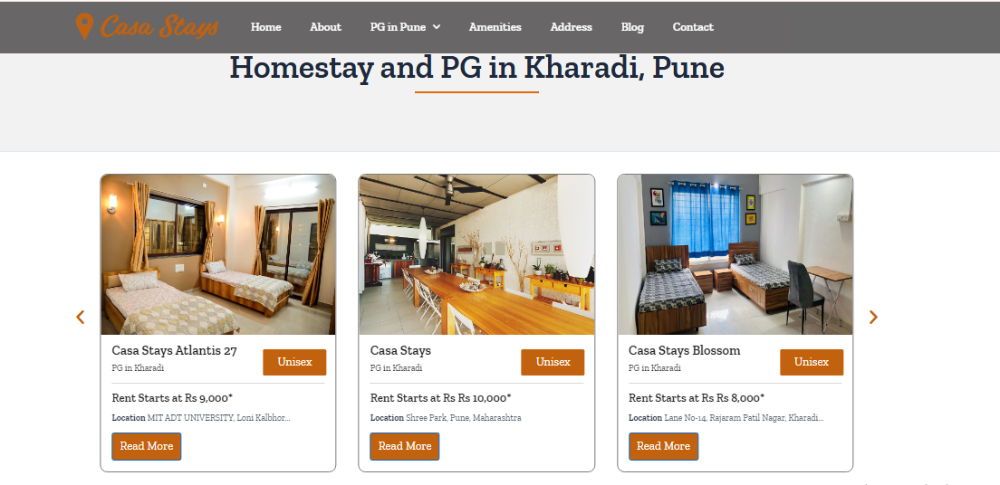 Casa Stays
Home About PG in Pune Amenities Address Blog Contact
Homestay and PG in Kharadi, Pune
Casa Stays Atlantis 27
PG in Kharadi
Unisex
Rent Starts at Rs 9,000*
Location MIT ADT UNIVERSITY, Loni Kalbhor...
Read More
Casa Stays
PG in Kharadi
Unisex
Rent Starts at Rs Rs 10,000*
Location Shree Park, Pune, Maharashtra
Read More
Casa Stays Blossom
PG in Kharadi
Unisex
Rent Starts at Rs Rs 8,000*
Location Lane No-14, Rajaram Patil Nagar, Kharadi...
Read More